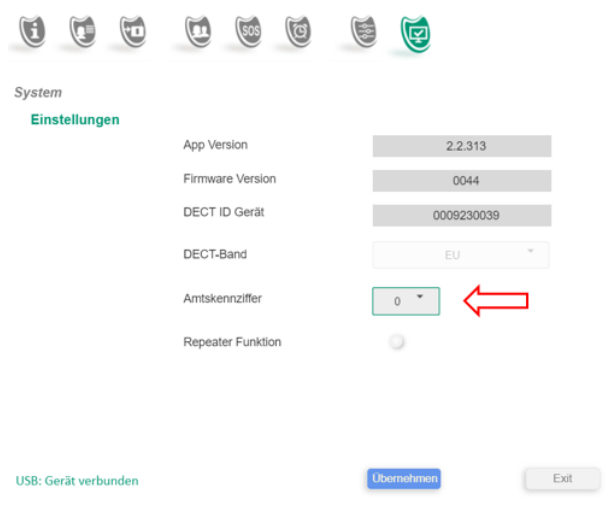 SOS
System
Einstellungen
App Version 2.2.313
Firmware Version 0044
DECT ID Gerät 0009230039
DECT-Band EU
Amtskennziffer 0
Repeater Funktion
USB: Gerät verbunden Übernehmen Exit